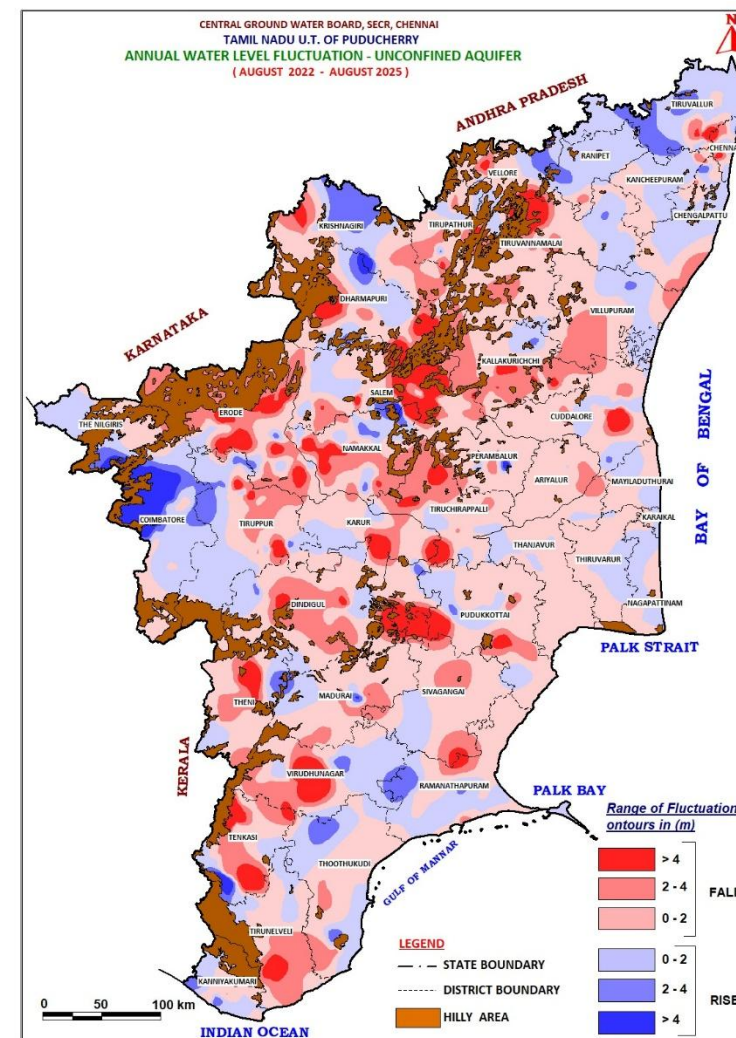 CENTRAL GROUND WATER BOARD, SECR, CHENNAI
TAMIL NADU U.T. OF PUDUCHERRY
ANNUAL WATER LEVEL FLUCTUATION - UNCONFINED AQUIFER
( AUGUST 2022 - AUGUST 2025 )
N
ANDHRA PRADESH
TIRUVALLUR
CHENNA
RANIPET
VELLORE
KANCHEEPURAM
CHENGALPATTU
KRISHNAGIRI
TIRUPATHUR
TIRUVANNAMALAI
DHARMAPURI
VILLUPURAM
KARNATAKA
KALLAKURICHCHI
SALEM
ERODE
CUDDALORE
THE NILGIRIS
NAMAKKAL
PERAMBALUR
BAY OF BENGAL
ARIYALUR
MAYILADUTHURAI
TIRUCHIRAPPALLI
KARAIKAL
COIMBATORE
TIRUPPUR
KARUR
THANJAVUR
THIRUVARUR
DINDIGUL
PUDUKKOTTAI
NAGAPATTINAM
PALK STRAIT
SIVAGANGAI
MADURAI
THENI
KERALA
VIRUDHUNAGAR
RAMANATHAPURAM
PALK BAY
TENKASI
THOOTHUKUDI
GULF OF MANNAR
TIRUNELVELI
KANNIYAKUMARI
INDIAN OCEAN
Range of Fluctuation
ontours in (m)
> 4
2 - 4
0 - 2
FALL
0 - 2
2 - 4
> 4
RISE
LEGEND
STATE BOUNDARY
DISTRICT BOUNDARY
HILLY AREA
0 50 100 km